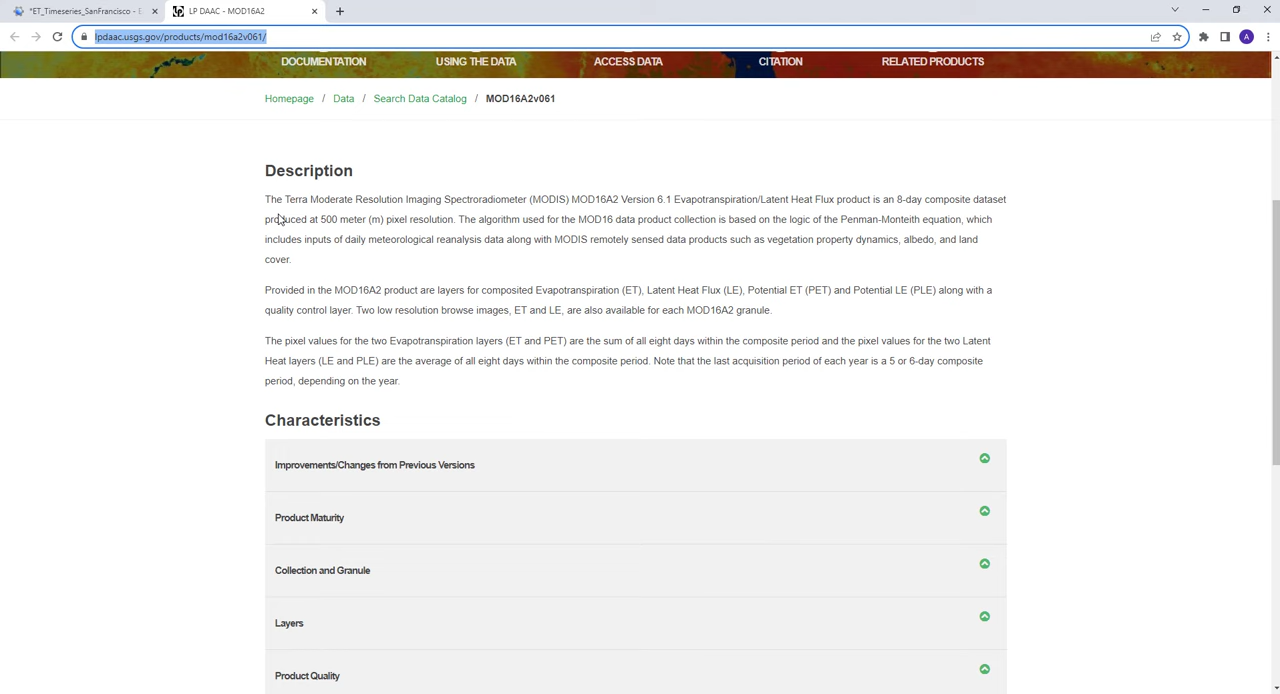 *ET_Timeseries_SanFrancisco - E
LP DAAC - MOD16A2
lpdaac.usgs.gov/products/mod16a2v061/
A
DOCUMENTATION
USING THE DATA
ACCESS DATA
CITATION
RELATED PRODUCTS
Homepage / Data / Search Data Catalog / MOD16A2v061
Description
The Terra Moderate Resolution Imaging Spectroradiometer (MODIS) MOD16A2 Version 6.1 Evapotranspiration/Latent Heat Flux product is an 8-day composite dataset
produced at 500 meter (m) pixel resolution. The algorithm used for the MOD16 data product collection is based on the logic of the Penman-Monteith equation, which
includes inputs of daily meteorological reanalysis data along with MODIS remotely sensed data products such as vegetation property dynamics, albedo, and land
cover.
Provided in the MOD16A2 product are layers for composited Evapotranspiration (ET), Latent Heat Flux (LE), Potential ET (PET) and Potential LE (PLE) along with a
quality control layer. Two low resolution browse images, ET and LE, are also available for each MOD16A2 granule.
The pixel values for the two Evapotranspiration layers (ET and PET) are the sum of all eight days within the composite period and the pixel values for the two Latent
Heat layers (LE and PLE) are the average of all eight days within the composite period. Note that the last acquisition period of each year is a 5 or 6-day composite
period, depending on the year.
Characteristics
Improvements/Changes from Previous Versions
Product Maturity
Collection and Granule
Layers
Product Quality